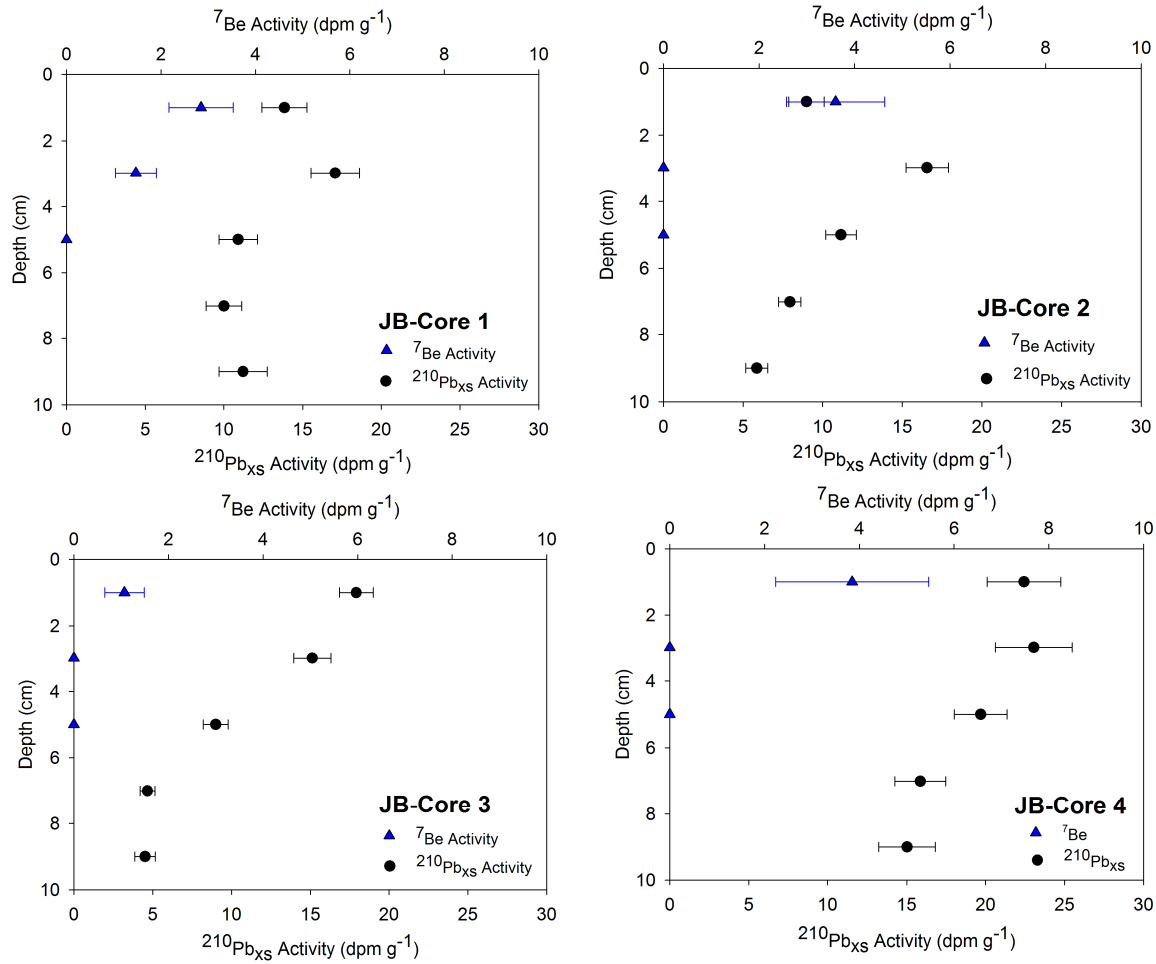 ⁷Be Activity (dpm g⁻¹)
0 2 4 6 8 10
0
2
4
6
8
10
Depth (cm)
JB-Core 1
⁷Be Activity
²¹⁰Pbxs Activity
0 5 10 15 20 25 30
²¹⁰Pbxs Activity (dpm g⁻¹)
⁷Be Activity (dpm g⁻¹)
0 2 4 6 8 10
0
2
4
6
8
10
Depth (cm)
JB-Core 2
⁷Be Activity
²¹⁰Pbxs Activity
0 5 10 15 20 25 30
²¹⁰Pbxs Activity (dpm g⁻¹)
⁷Be Activity (dpm g⁻¹)
0 2 4 6 8 10
0
2
4
6
8
10
Depth (cm)
JB-Core 3
⁷Be Activity
²¹⁰Pbxs Activity
0 5 10 15 20 25 30
²¹⁰Pbxs Activity (dpm g⁻¹)
⁷Be Activity (dpm g⁻¹)
0 2 4 6 8 10
0
2
4
6
8
10
Depth (cm)
JB-Core 4
⁷Be
²¹⁰Pbxs
0 5 10 15 20 25 30
²¹⁰Pbxs Activity (dpm g⁻¹)